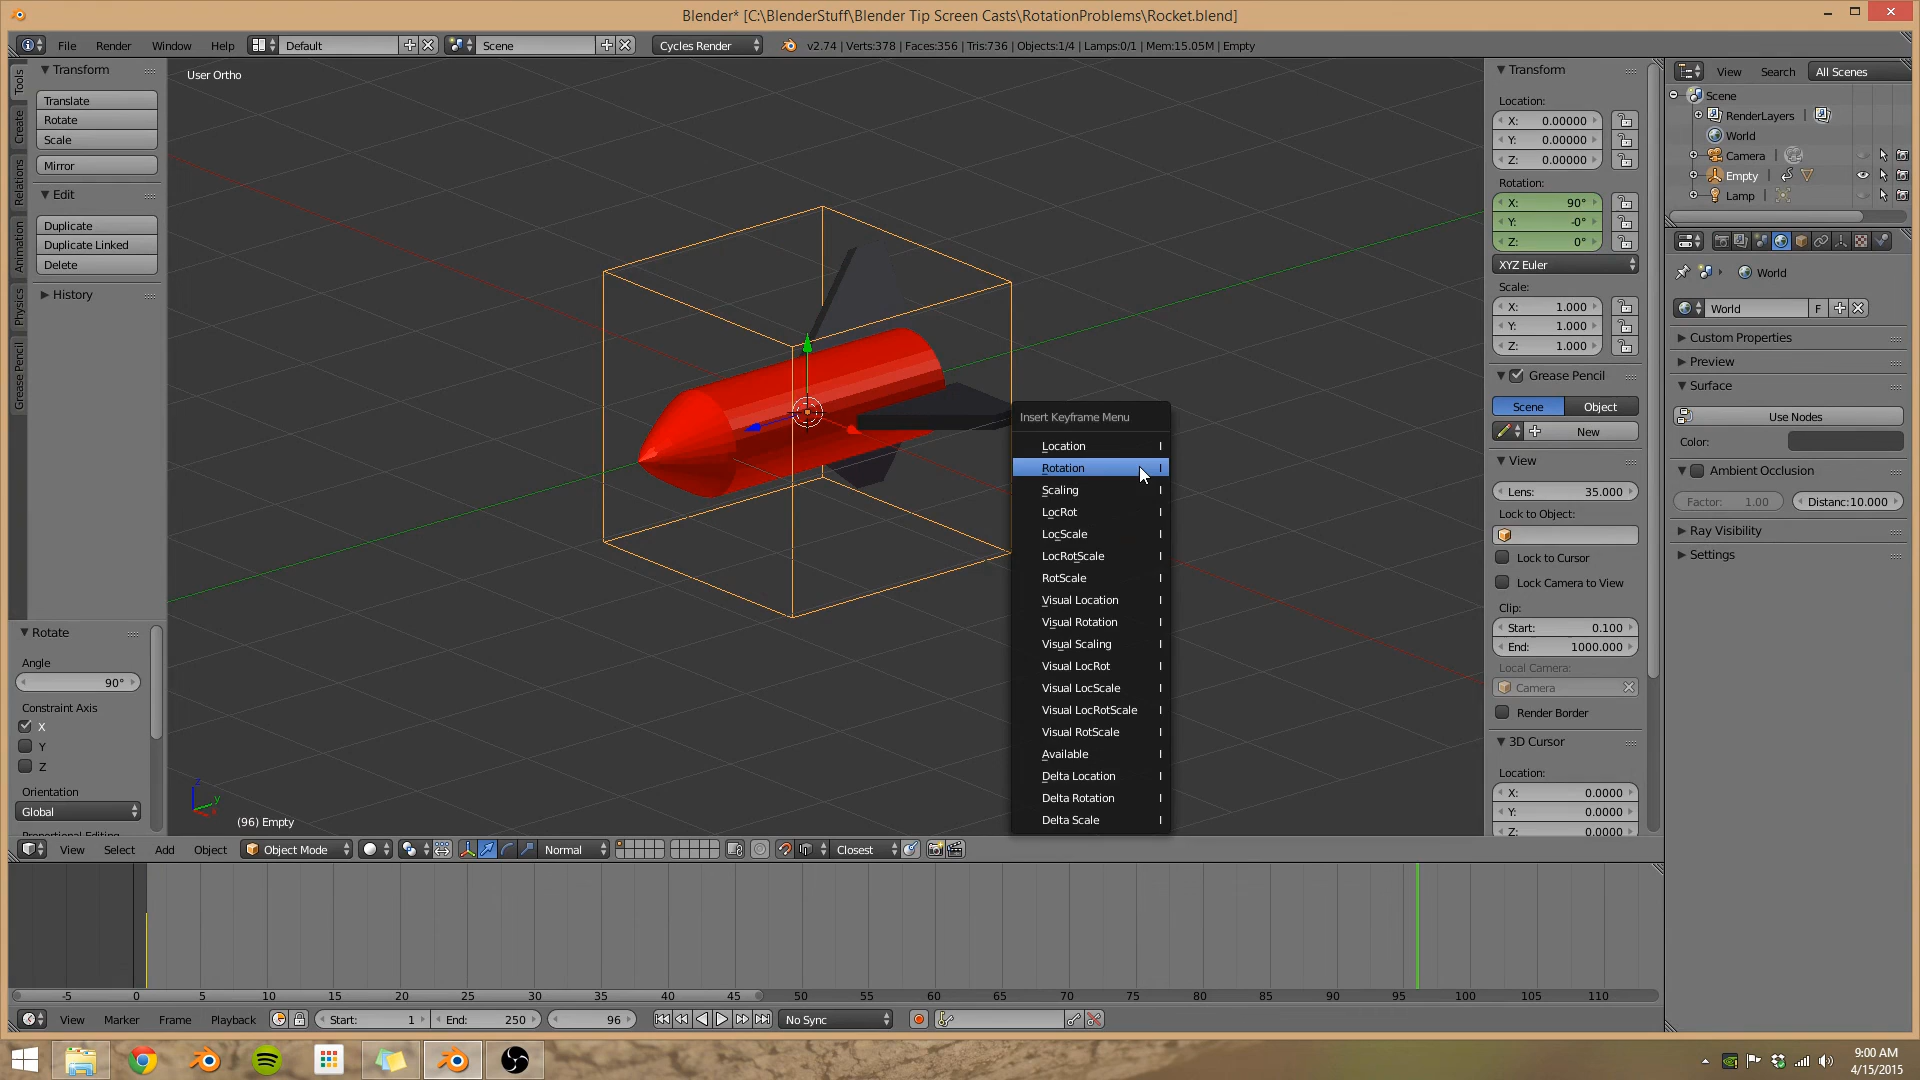 Blender* [C:\BlenderStuff\Blender Tip Screen Casts\RotationProblems\Rocket.blend]
File Render Window Help Default Scene Cycles Render v2.74 | Verts:378 | Faces:356 | Tris:736 | Objects:1/4 | Lamps:0/1 | Mem:15.05M | Empty
Tools
Create
Relations
Animation
Physics
Grease Pencil
Transform
Translate
Rotate
Scale
Mirror
Edit
Duplicate
Duplicate Linked
Delete
History
Rotate
Angle
90°
Constraint Axis
X
Y
Z
Orientation
Global
User Ortho
(96) Empty
Insert Keyframe Menu
Location I
Rotation I
Scaling I
LocRot I
LocScale I
LocRotScale I
RotScale I
Visual Location I
Visual Rotation I
Visual Scaling I
Visual LocRot I
Visual LocScale I
Visual LocRotScale I
Visual RotScale I
Available I
Delta Location I
Delta Rotation I
Delta Scale I
Transform
Location:
X: 0.00000
Y: 0.00000
Z: 0.00000
Rotation:
X: 90°
Y: -0°
Z: 0°
XYZ Euler
Scale:
X: 1.000
Y: 1.000
Z: 1.000
Grease Pencil
Scene Object
New
View
Lens: 35.000
Lock to Object:
Lock to Cursor
Lock Camera to View
Clip:
Start: 0.100
End: 1000.000
Local Camera:
Camera
Render Border
3D Cursor
Location:
X: 0.0000
Y: 0.0000
Z: 0.0000
View Search All Scenes
Scene
RenderLayers
World
Camera
Empty
Lamp
World
World F
Custom Properties
Preview
Surface
Use Nodes
Color:
Ambient Occlusion
Factor: 1.00 Distanc:10.000
Ray Visibility
Settings
View Select Add Object Object Mode Normal Closest
-5 0 5 10 15 20 25 30 35 40 45 50 55 60 65 70 75 80 85 90 95 100 105 110
View Marker Frame Playback Start: 1 End: 250 96 No Sync
9:00 AM
4/15/2015